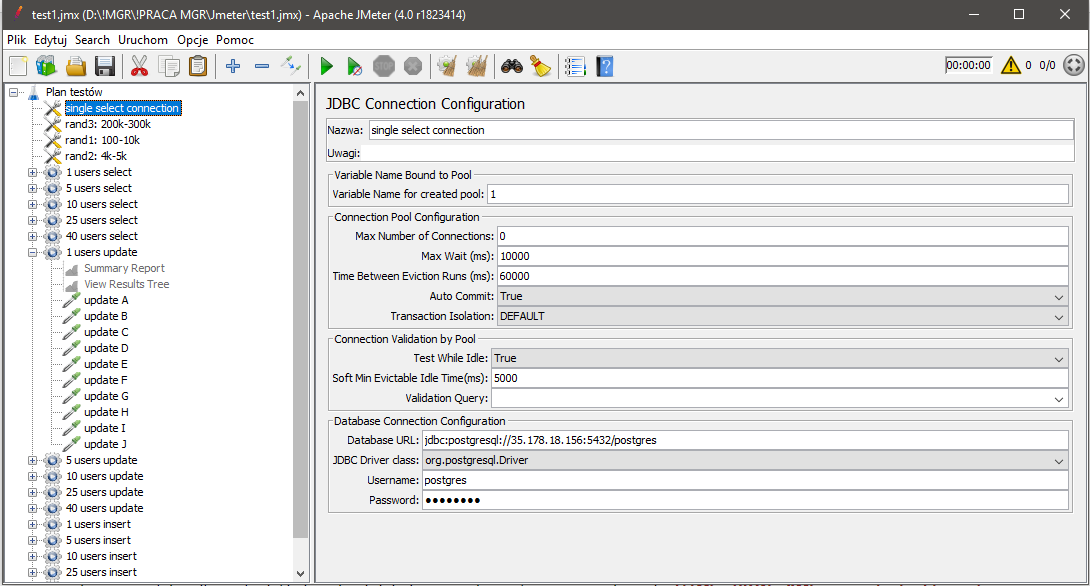 test1.jmx (D:\!MGR\!PRACA MGR\Jmeter\test1.jmx) - Apache JMeter (4.0 r1823414)
Plik Edytuj Search Uruchom Opcje Pomoc
STOP
00:00:00 0 0/0
Plan testów
single select connection
rand3: 200k-300k
rand1: 100-10k
rand2: 4k-5k
1 users select
5 users select
10 users select
25 users select
40 users select
1 users update
Summary Report
View Results Tree
update A
update B
update C
update D
update E
update F
update G
update H
update I
update J
5 users update
10 users update
25 users update
40 users update
1 users insert
5 users insert
10 users insert
25 users insert
JDBC Connection Configuration
Nazwa: single select connection
Uwagi:
Variable Name Bound to Pool
Variable Name for created pool: 1
Connection Pool Configuration
Max Number of Connections: 0
Max Wait (ms): 10000
Time Between Eviction Runs (ms): 60000
Auto Commit: True
Transaction Isolation: DEFAULT
Connection Validation by Pool
Test While Idle: True
Soft Min Evictable Idle Time(ms): 5000
Validation Query:
Database Connection Configuration
Database URL: jdbc:postgresql://35.178.18.156:5432/postgres
JDBC Driver class: org.postgresql.Driver
Username: postgres
Password: ●●●●●●●●